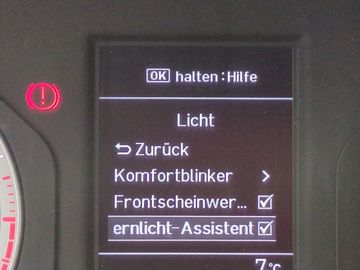 OK halten : Hilfe
Licht
Zurück
Komfortblinker
Frontscheinwer...
ernlicht-Assistent
7°C